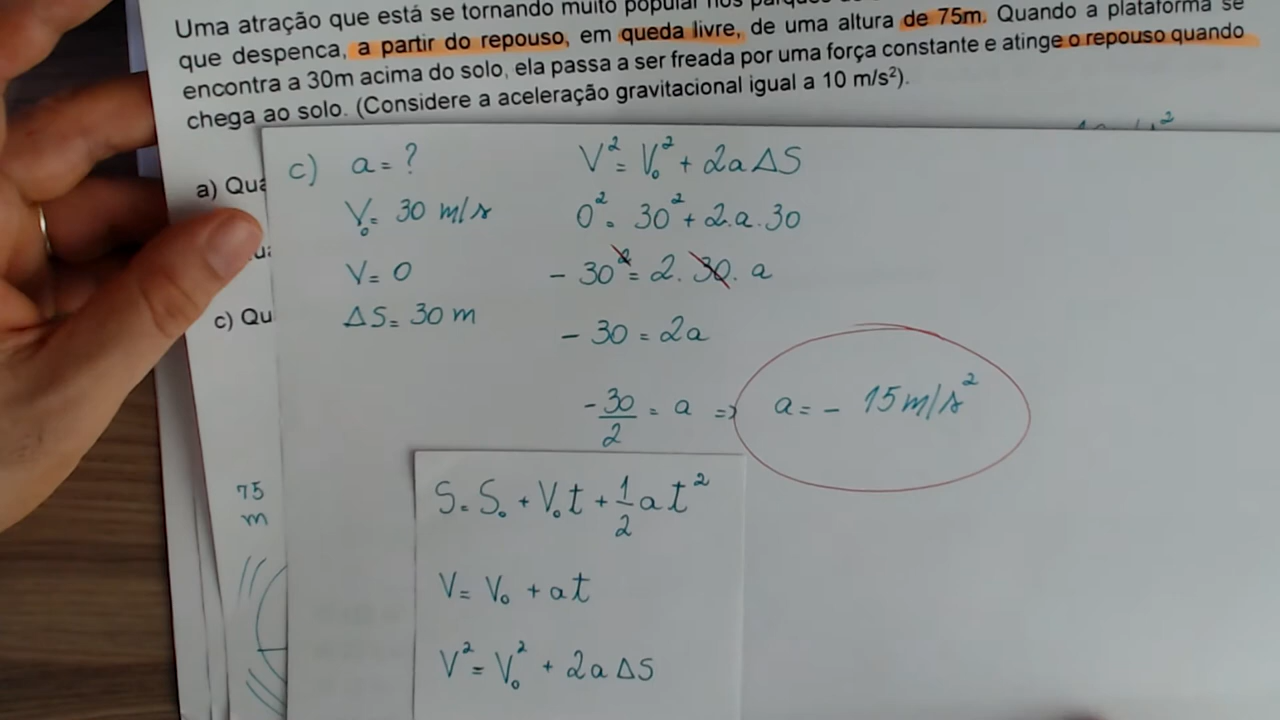 Uma atração que está se tornando muito popular nos
que despenca, a partir do repouso, em queda livre, de uma altura de 75m. Quando a plataforma se
encontra a 30m acima do solo, ela passa a ser freada por uma força constante e atinge o repouso quando
chega ao solo. (Considere a aceleração gravitacional igual a 10 m/s²).
a) Qua
c) Qu
c) a = ?
V₀ = 30 m/s
V = 0
ΔS = 30 m
V² = V₀² + 2aΔS
0² = 30² + 2.a.30
- 30² = 2. 30. a
- 30 = 2a
-30/2 = a => a = - 15 m/s²
75
m
S = S₀ + V₀t + 1/2 at²
V = V₀ + at
V² = V₀² + 2aΔS